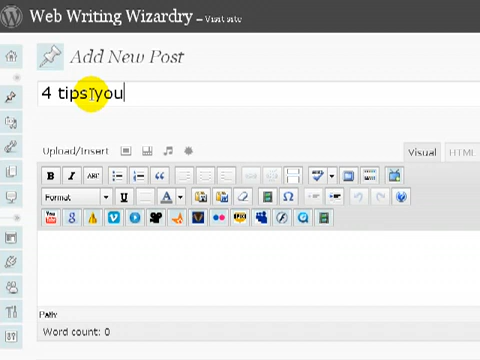 Web Writing Wizardry – Visit site
Add New Post
4 tips you
Upload/Insert
Visual HTML
B I ABC
Format U A
Path:
Word count: 0